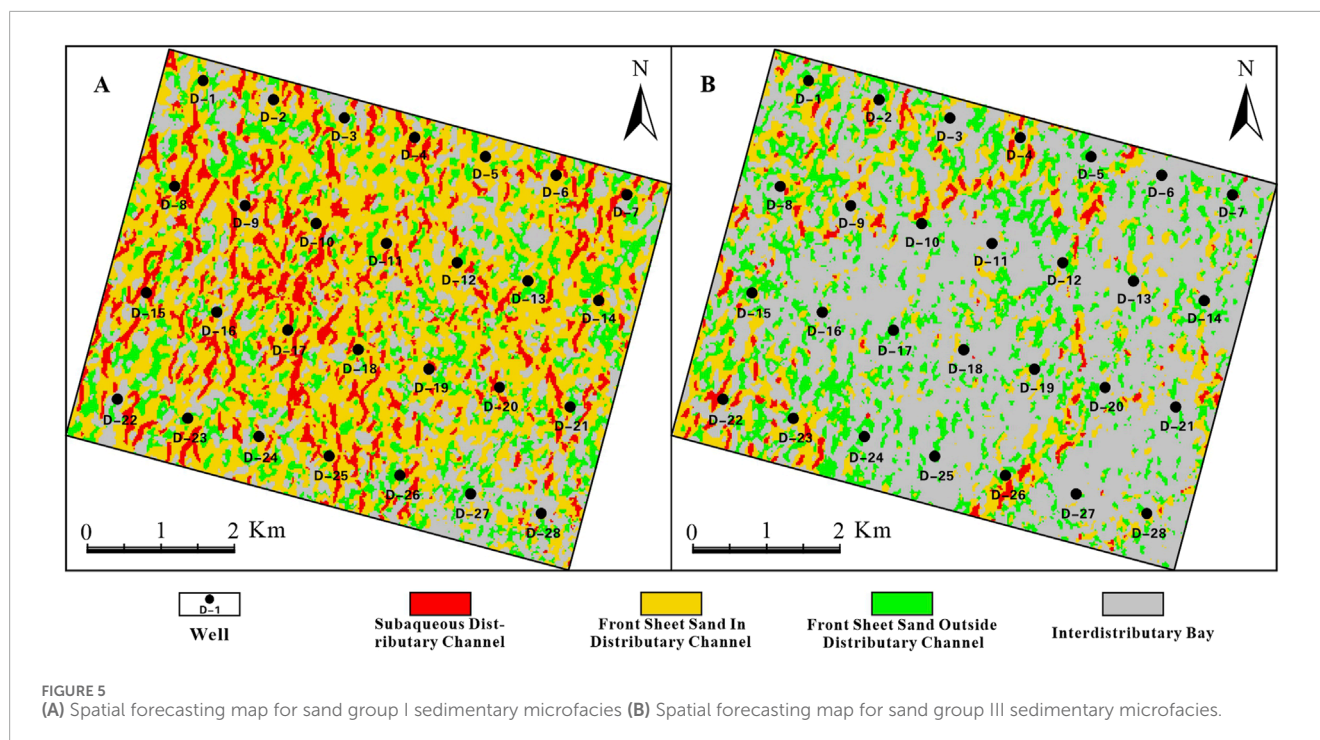 A
N
D-1
D-2
D-3
D-4
D-5
D-6
D-7
D-8
D-9
D-10
D-11
D-12
D-13
D-14
D-15
D-16
D-17
D-18
D-19
D-20
D-21
D-22
D-23
D-24
D-25
D-26
D-27
D-28
0 1 2 Km
B
N
D-1
D-2
D-3
D-4
D-5
D-6
D-7
D-8
D-9
D-10
D-11
D-12
D-13
D-14
D-15
D-16
D-17
D-18
D-19
D-20
D-21
D-22
D-23
D-24
D-25
D-26
D-27
D-28
0 1 2 Km
D-1
Well
Subaqueous Dist-
ributary Channel
Front Sheet Sand In
Distributary Channel
Front Sheet Sand Outside
Distributary Channel
Interdistributary Bay
FIGURE 5
(A) Spatial forecasting map for sand group I sedimentary microfacies (B) Spatial forecasting map for sand group III sedimentary microfacies.